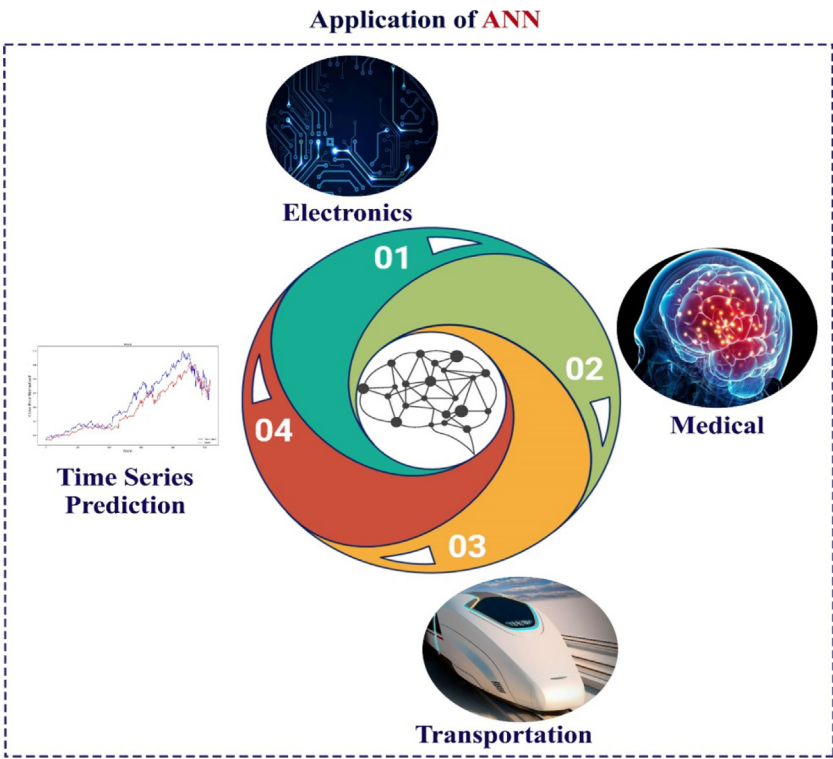 Application of ANN
Electronics
01
02
Medical
04
Time Series
Prediction
03
Transportation